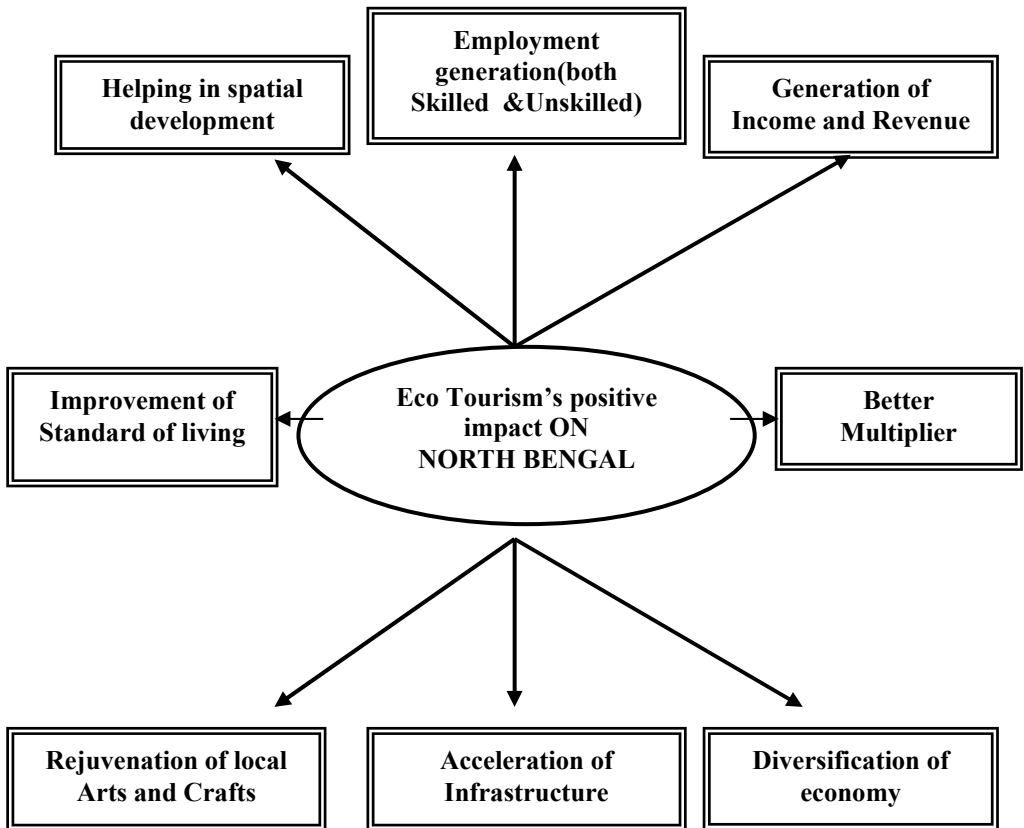 Employment
generation(both
Skilled &Unskilled)
Helping in spatial
development
Generation of
Income and Revenue
Improvement of
Standard of living
Eco Tourism’s positive
impact ON
NORTH BENGAL
Better
Multiplier
Rejuvenation of local
Arts and Crafts
Acceleration of
Infrastructure
Diversification of
economy